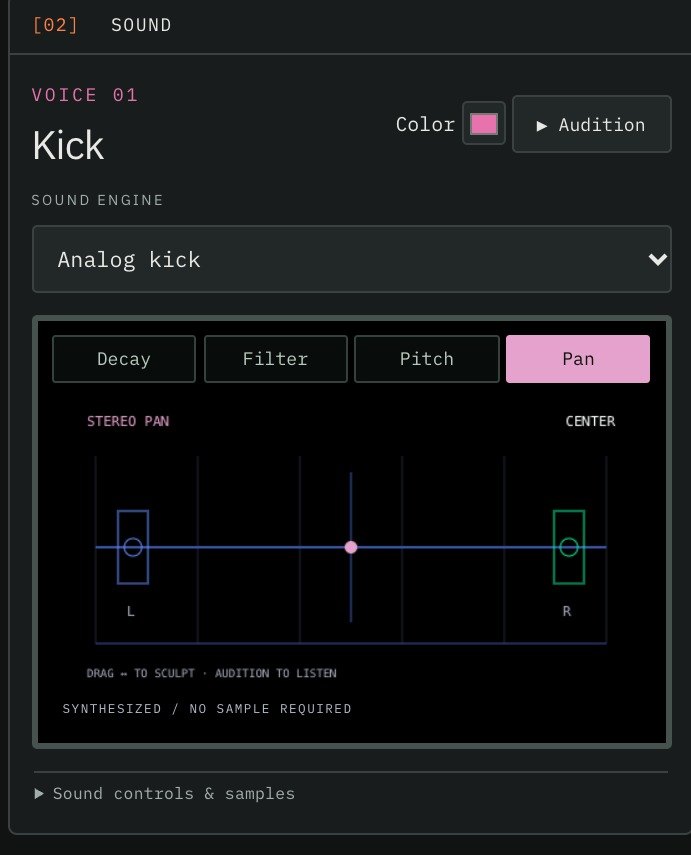 [02] SOUND
VOICE 01
Kick
Color
▶ Audition
SOUND ENGINE
Analog kick
Decay Filter Pitch Pan
STEREO PAN CENTER
L R
DRAG ↔ TO SCULPT · AUDITION TO LISTEN
SYNTHESIZED / NO SAMPLE REQUIRED
▶ Sound controls & samples